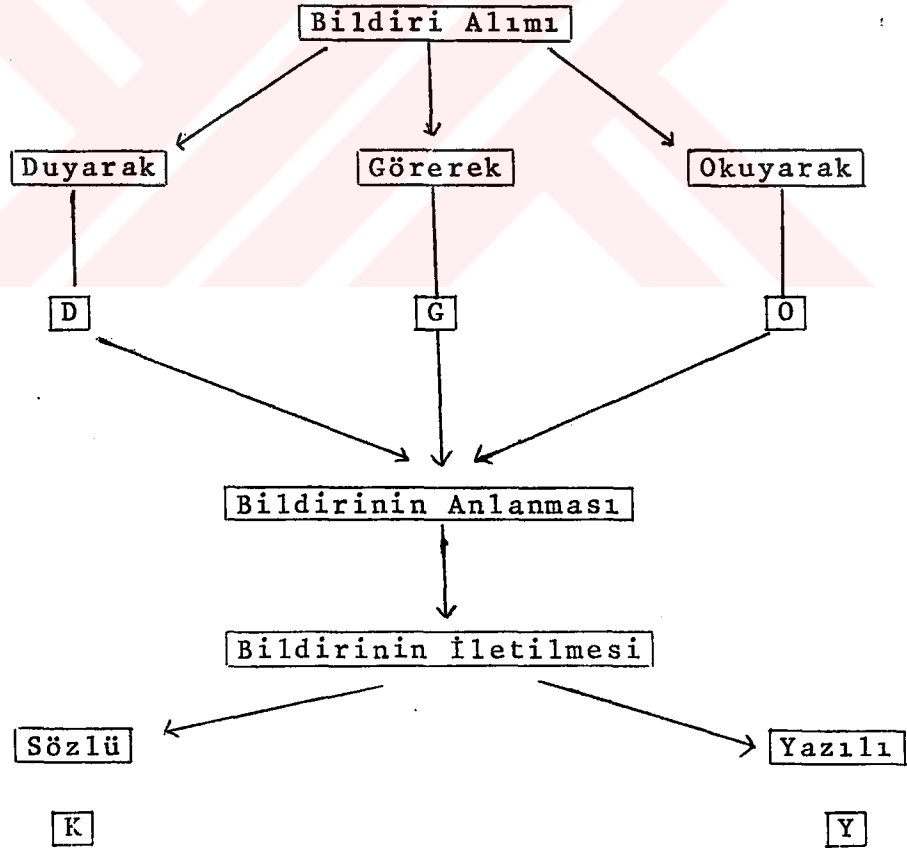 Bildiri Alımı
Duyarak Görerek Okuyarak
D G O
Bildirinin Anlanması
Bildirinin İletilmesi
Sözlü Yazılı
K Y